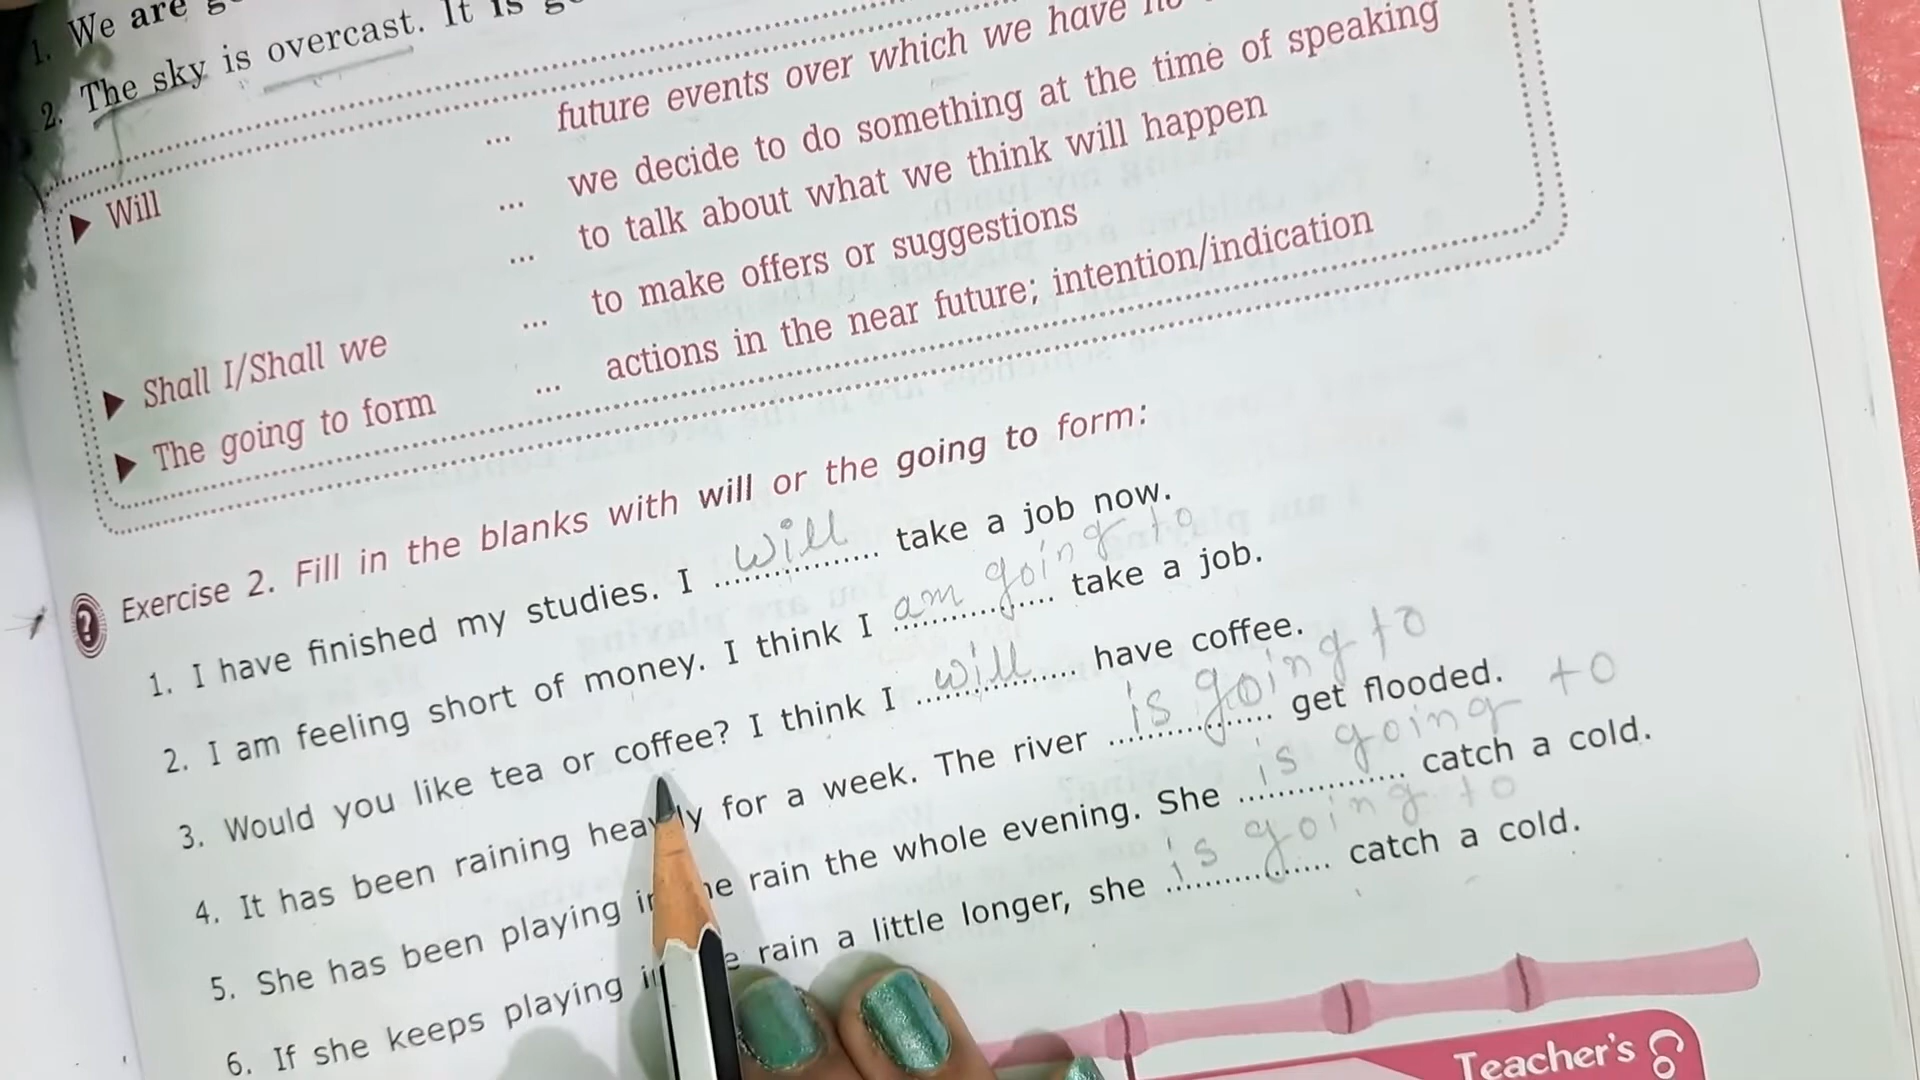 1. We are
2. The sky is overcast. It is
▶ Will ... future events over which we have
... we decide to do something at the time of speaking
... to talk about what we think will happen
▶ Shall I/Shall we ... to make offers or suggestions
▶ The going to form ... actions in the near future; intention/indication
? Exercise 2. Fill in the blanks with will or the going to form:
1. I have finished my studies. I will take a job now.
2. I am feeling short of money. I think I am going to take a job.
3. Would you like tea or coffee? I think I will have coffee.
4. It has been raining heavily for a week. The river is going to get flooded.
5. She has been playing in the rain the whole evening. She is going to catch a cold.
6. If she keeps playing in the rain a little longer, she is going to catch a cold.
Teacher's